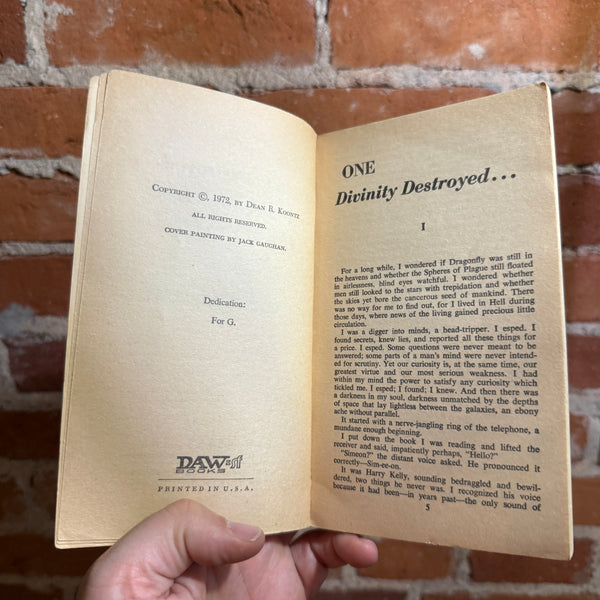 COPYRIGHT ©, 1972, BY DEAN R. KOONTZ
ALL RIGHTS RESERVED.
COVER PAINTING BY JACK GAUGHAN.
Dedication:
For G.
DAW=sf
BOOKS
PRINTED IN U.S.A.
ONE
Divinity Destroyed...
I
For a long while, I wondered if Dragonfly was still in
the heavens and whether the Spheres of Plague still floated
in airlessness, blind eyes watchful. I wondered whether
men still looked to the stars with trepidation and whether
the skies yet bore the cancerous seed of mankind. There
was no way for me to find out, for I lived in Hell during
those days, where news of the living gained precious little
circulation.
I was a digger into minds, a head-tripper. I esped. I
found secrets, knew lies, and reported all these things for
a price. I esped. Some questions were never meant to be
answered; some parts of a man's mind were never intend-
ed for scrutiny. Yet our curiosity is, at the same time, our
greatest virtue and our most serious weakness. I had
within my mind the power to satisfy any curiosity which
tickled me. I esped; I found; I knew. And then there was
a darkness in my soul, darkness unmatched by the depths
of space that lay lightless between the galaxies, an ebony
ache without parallel.
It started with a nerve-jangling ring of the telephone, a
mundane enough beginning.
I put down the book I was reading and lifted the
receiver and said, impatiently perhaps, "Hello?"
"Simeon?" the distant voice asked. He pronounced it
correctly—Sim-ee-on.
It was Harry Kelly, sounding bedraggled and bewil-
dered, two things he never was. I recognized his voice
because it had been—in years past—the only sound of
5